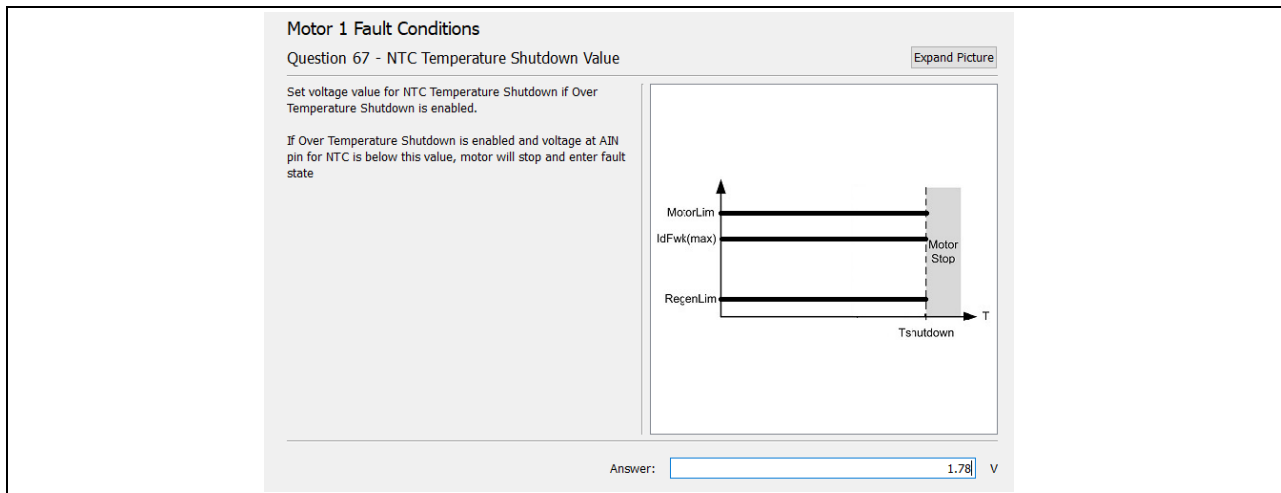 Motor 1 Fault Conditions
Question 67 - NTC Temperature Shutdown Value
Expand Picture
Set voltage value for NTC Temperature Shutdown if Over
Temperature Shutdown is enabled.
If Over Temperature Shutdown is enabled and voltage at AIN
pin for NTC is below this value, motor will stop and enter fault
state
MotorLim
IdFwk(max)
Motor
Stop
RegenLim
T
Tshutdown
Answer:
1.78
V